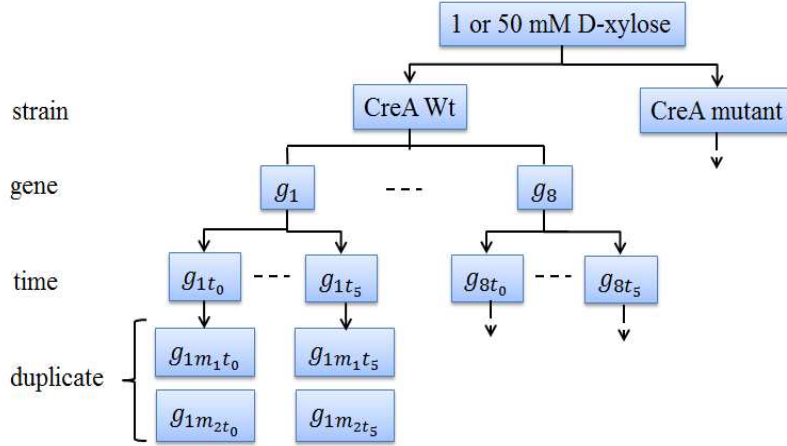 1 or 50 mM D-xylose
strain CreA Wt CreA mutant
gene g₁ --- g₈
time g₁ₜ₀ ---- g₁ₜ₅ g₈ₜ₀ ---- g₈ₜ₅
duplicate
g₁ₘ₁ₜ₀ g₁ₘ₁ₜ₅
g₁ₘ₂ₜ₀ g₁ₘ₂ₜ₅